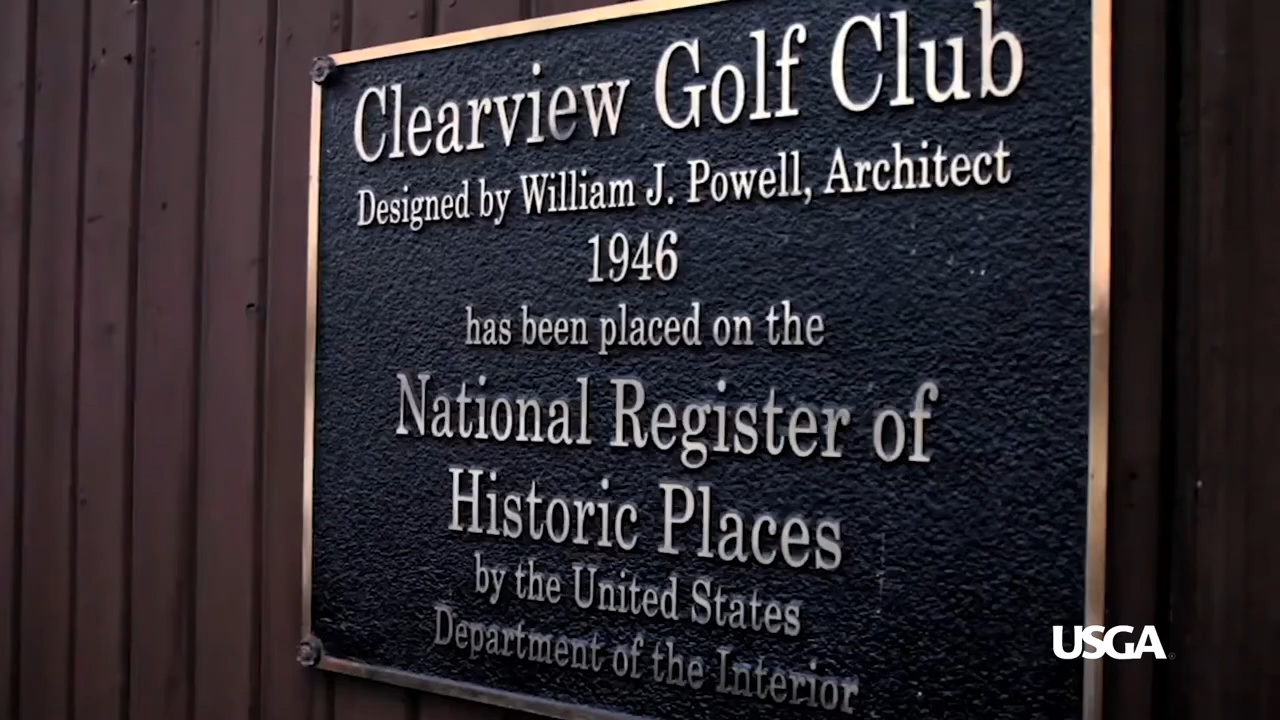 Clearview Golf Club
Designed by William J. Powell, Architect
1946
has been placed on the
National Register of
Historic Places
by the United States
Department of the Interior
USGA